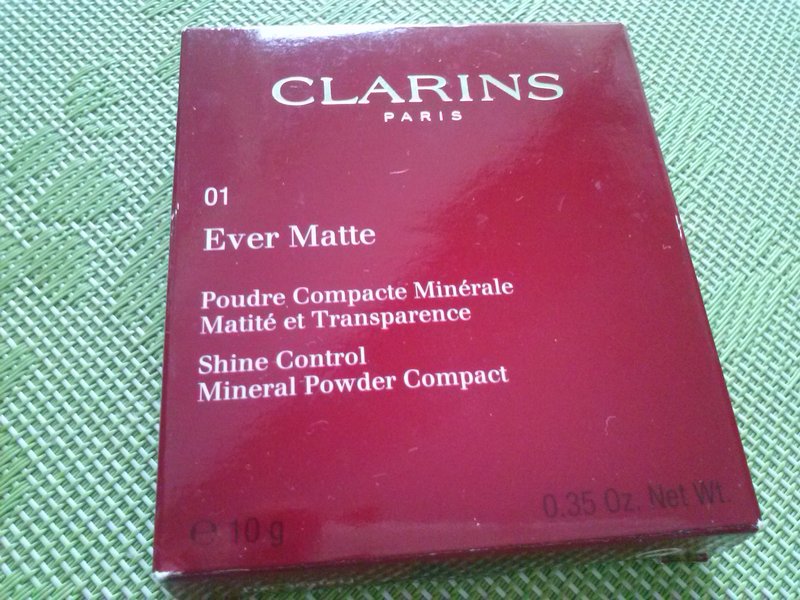 CLARINS
PARIS
01
Ever Matte
Poudre Compacte Minérale
Matité et Transparence
Shine Control
Mineral Powder Compact
℮ 10 g
0.35 Oz. Net Wt.